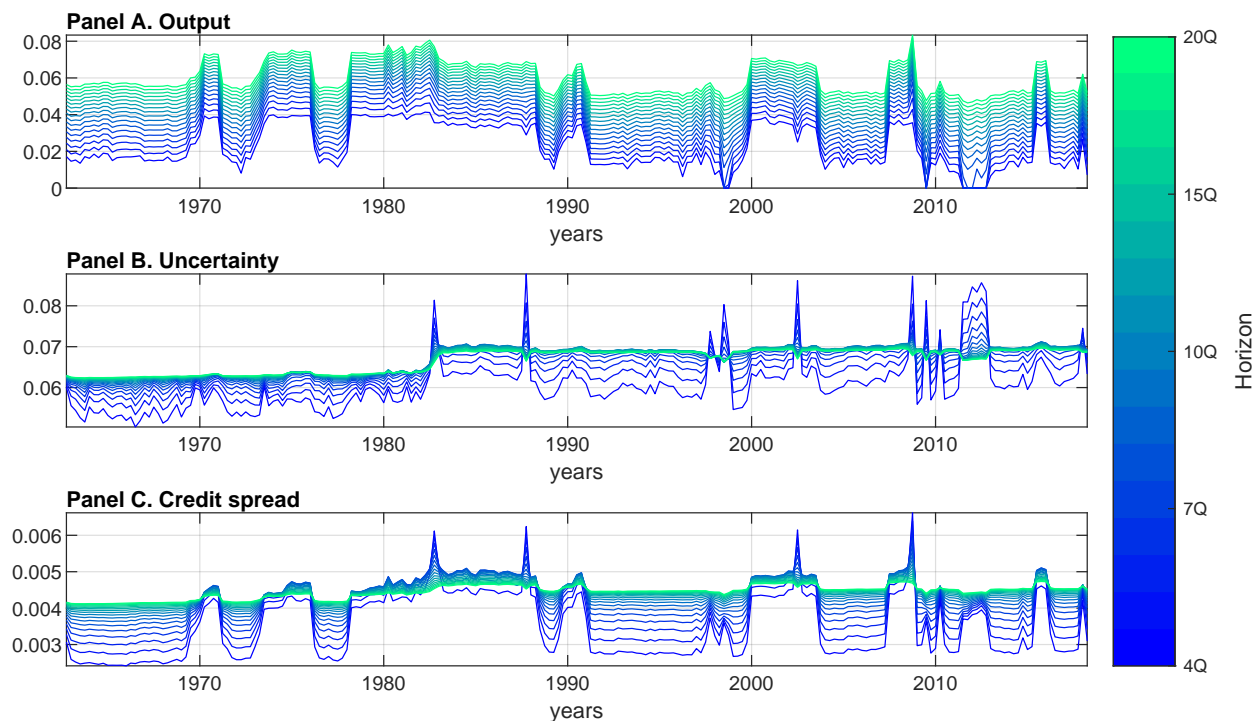 Panel A. Output
0.08
0.06
0.04
0.02
0
1970
1980
1990
2000
2010
years
Panel B. Uncertainty
0.08
0.07
0.06
1970
1980
1990
2000
2010
years
Panel C. Credit spread
0.006
0.005
0.004
0.003
1970
1980
1990
2000
2010
years
20Q
15Q
10Q
7Q
4Q
Horizon